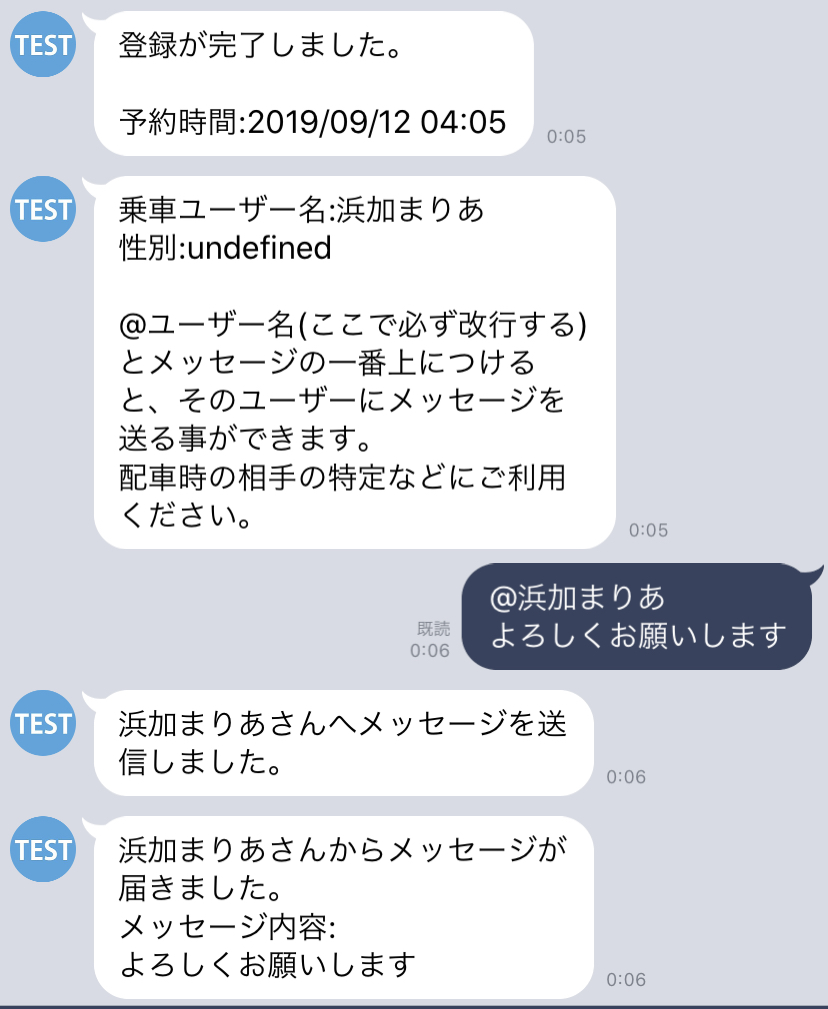 TEST
登録が完了しました。
予約時間:2019/09/12 04:05
0:05
TEST
乗車ユーザー名:浜加まりあ
性別:undefined
@ユーザー名(ここで必ず改行する)
とメッセージの一番上につける
と、そのユーザーにメッセージを
送る事ができます。
配車時の相手の特定などにご利用
ください。
0:05
@浜加まりあ
よろしくお願いします
既読
0:06
TEST
浜加まりあさんへメッセージを送
信しました。
0:06
TEST
浜加まりあさんからメッセージが
届きました。
メッセージ内容:
よろしくお願いします
0:06